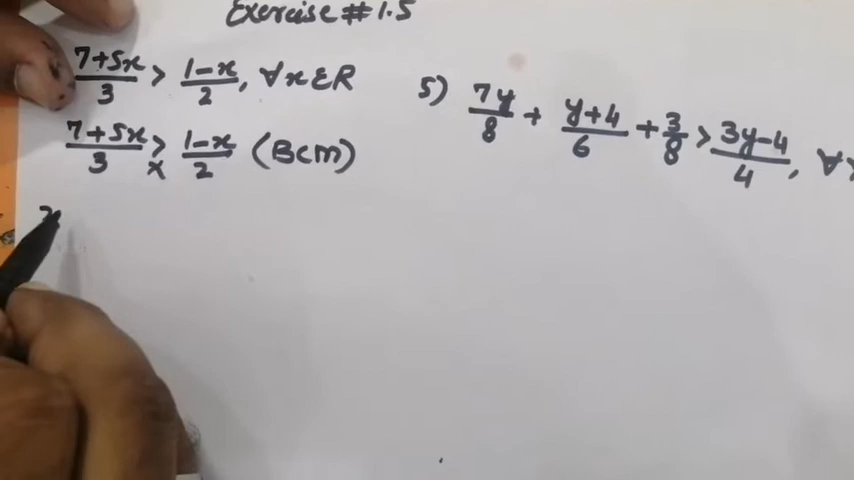 Exercise # 1.5
7+5x/3 > 1-x/2, ∀ x ε R
7+5x/3 > 1-x/2 (BCM)
×
5) 7y/8 + y+4/6 + 3/8 > 3y-4/4, ∀